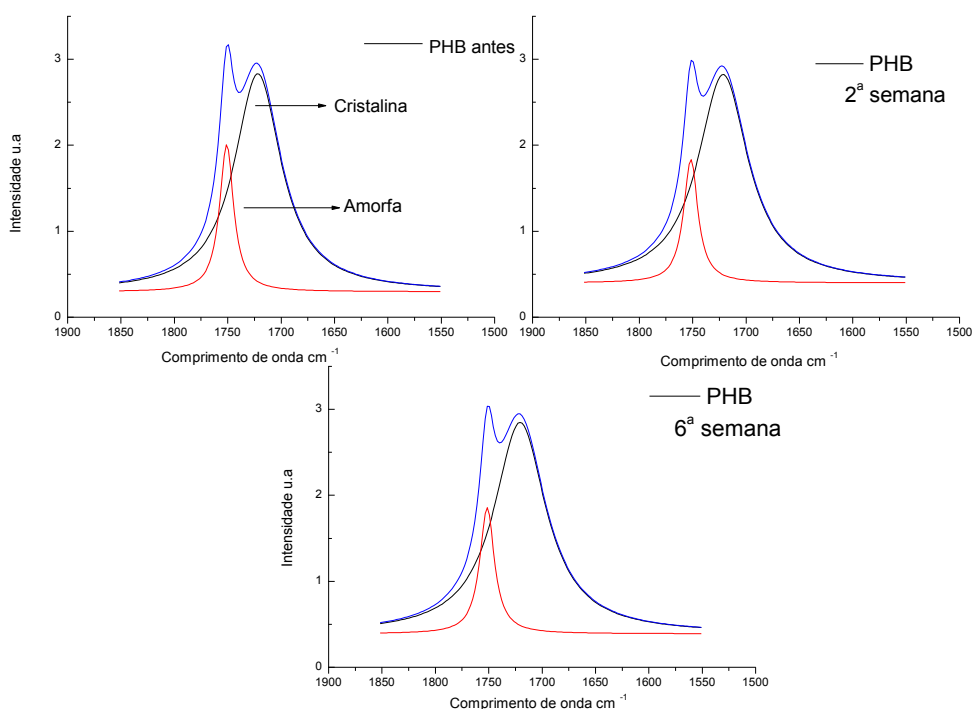 PHB antes
Cristalina
Amorfa
Intensidade u.a
3
2
1
0
1900 1850 1800 1750 1700 1650 1600 1550 1500
Comprimento de onda cm -1
PHB
2ª semana
3
2
1
0
1900 1850 1800 1750 1700 1650 1600 1550 1500
Comprimento de onda cm -1
PHB
6ª semana
Intensidade u.a
3
2
1
0
1900 1850 1800 1750 1700 1650 1600 1550 1500
Comprimento de onda cm -1